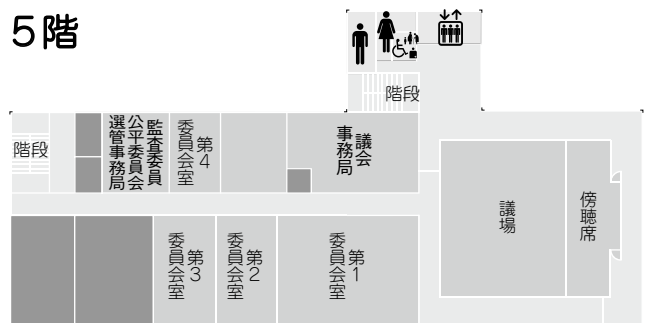 ５階
階段
階段
監査委員
公平委員会
選管事務局
第４
委員会室
議会
事務局
議場
傍聴席
第３
委員会室
第２
委員会室
第１
委員会室